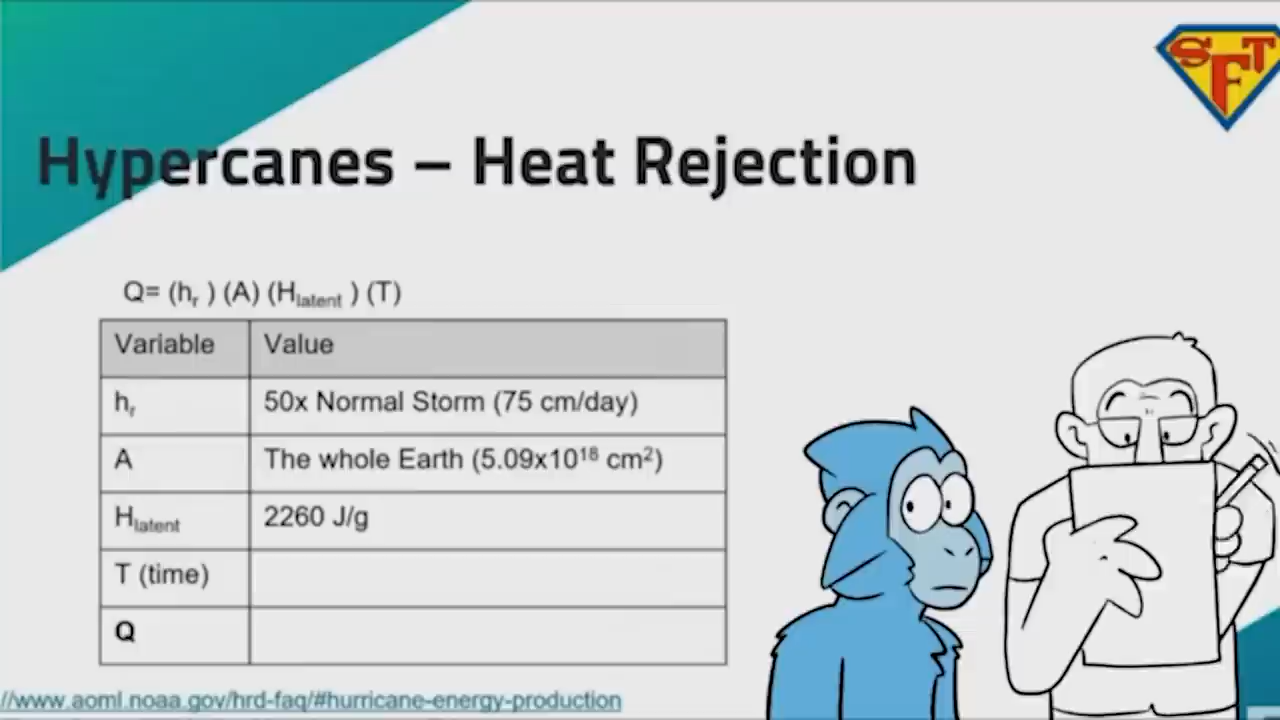 SFT
Hypercanes – Heat Rejection
Q= (hr ) (A) (Hlatent ) (T)
Variable Value
hr 50x Normal Storm (75 cm/day)
A The whole Earth (5.09x10¹⁸ cm²)
Hlatent 2260 J/g
T (time)
Q
//www.aoml.noaa.gov/hrd-faq/#hurricane-energy-production